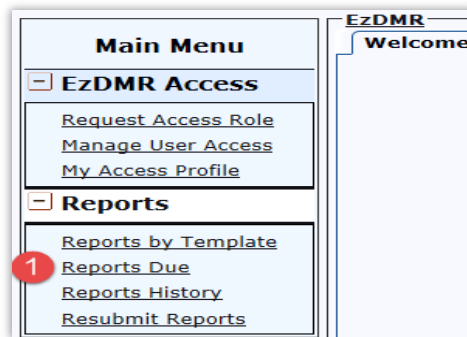 Main Menu
EzDMR Access
Request Access Role
Manage User Access
My Access Profile
Reports
Reports by Template
1 Reports Due
Reports History
Resubmit Reports
EzDMR
Welcome